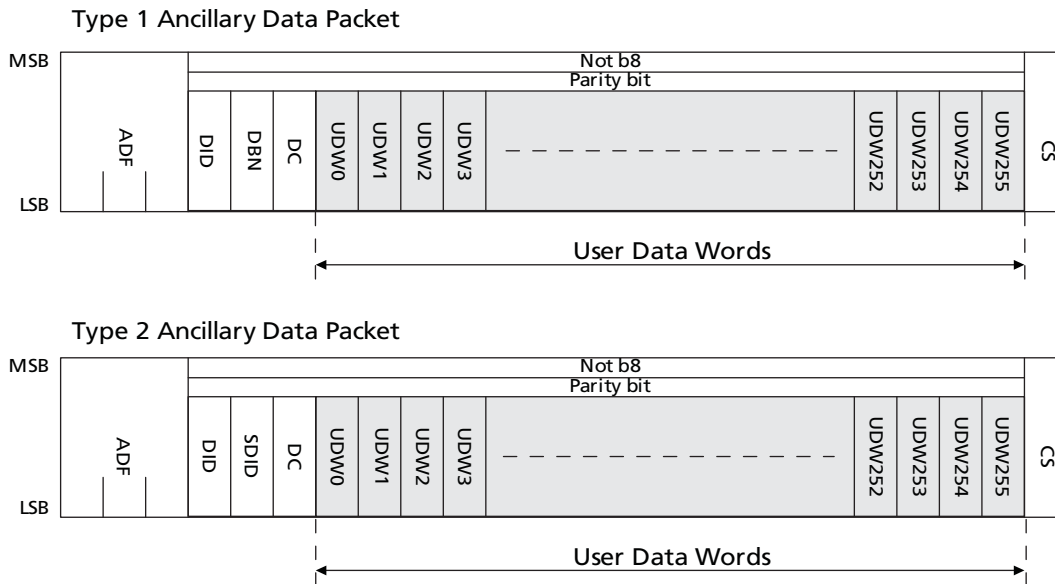 Type 1 Ancillary Data Packet
MSB
Not b8
Parity bit
ADF
DID
DBN
DC
UDW0
UDW1
UDW2
UDW3
UDW252
UDW253
UDW254
UDW255
CS
LSB
User Data Words
Type 2 Ancillary Data Packet
MSB
Not b8
Parity bit
ADF
DID
SDID
DC
UDW0
UDW1
UDW2
UDW3
UDW252
UDW253
UDW254
UDW255
CS
LSB
User Data Words